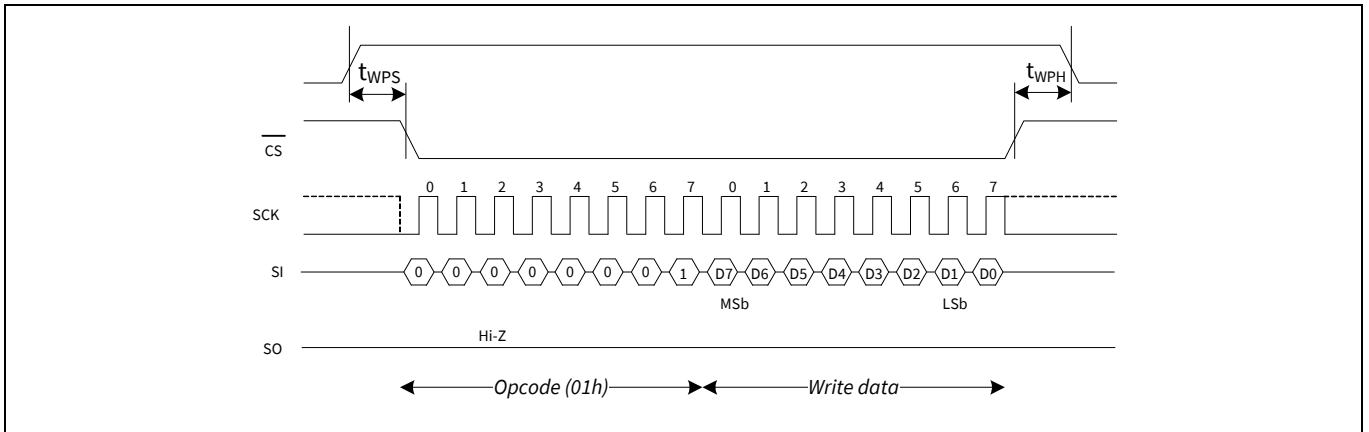 tWPS tWPH
CS
0 1 2 3 4 5 6 7 0 1 2 3 4 5 6 7
SCK
SI 0 0 0 0 0 0 0 1 D7 D6 D5 D4 D3 D2 D1 D0
MSb LSb
Hi-Z
SO
Opcode (01h) Write data